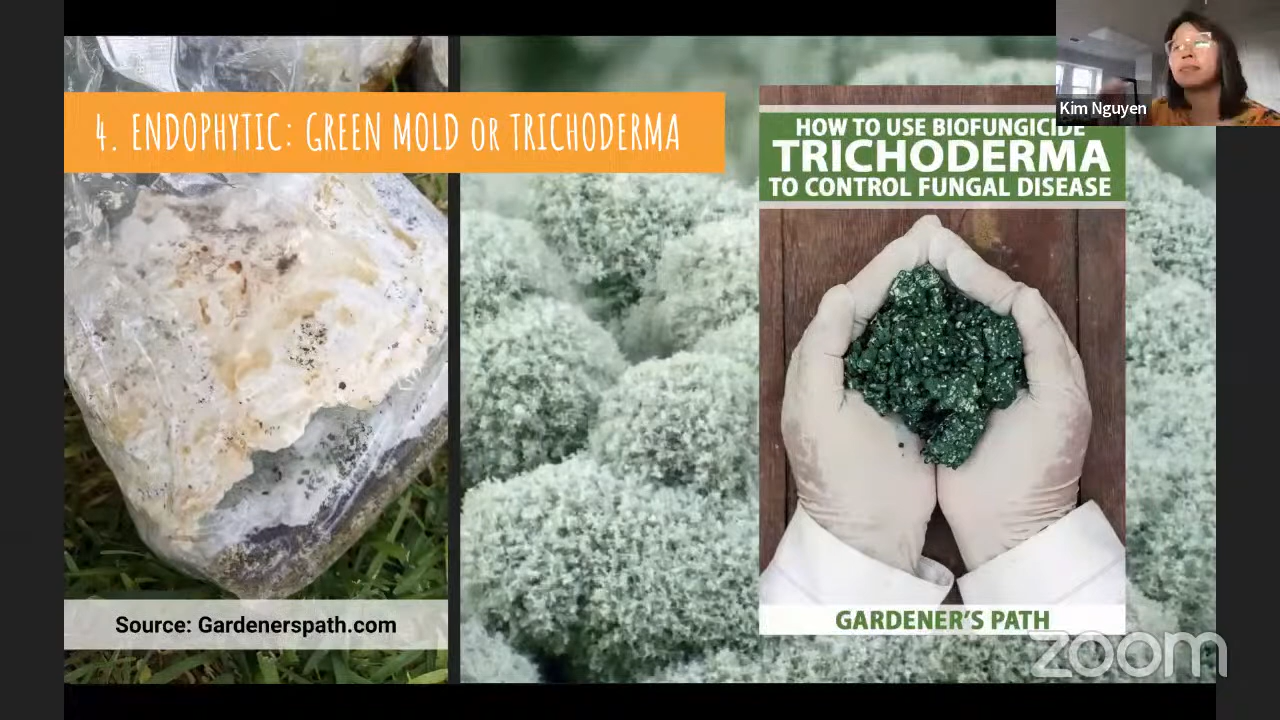 4. ENDOPHYTIC: GREEN MOLD OR TRICHODERMA
Kim Nguyen
HOW TO USE BIOFUNGICIDE
TRICHODERMA
TO CONTROL FUNGAL DISEASE
Source: Gardenerspath.com
GARDENER'S PATH
zoom